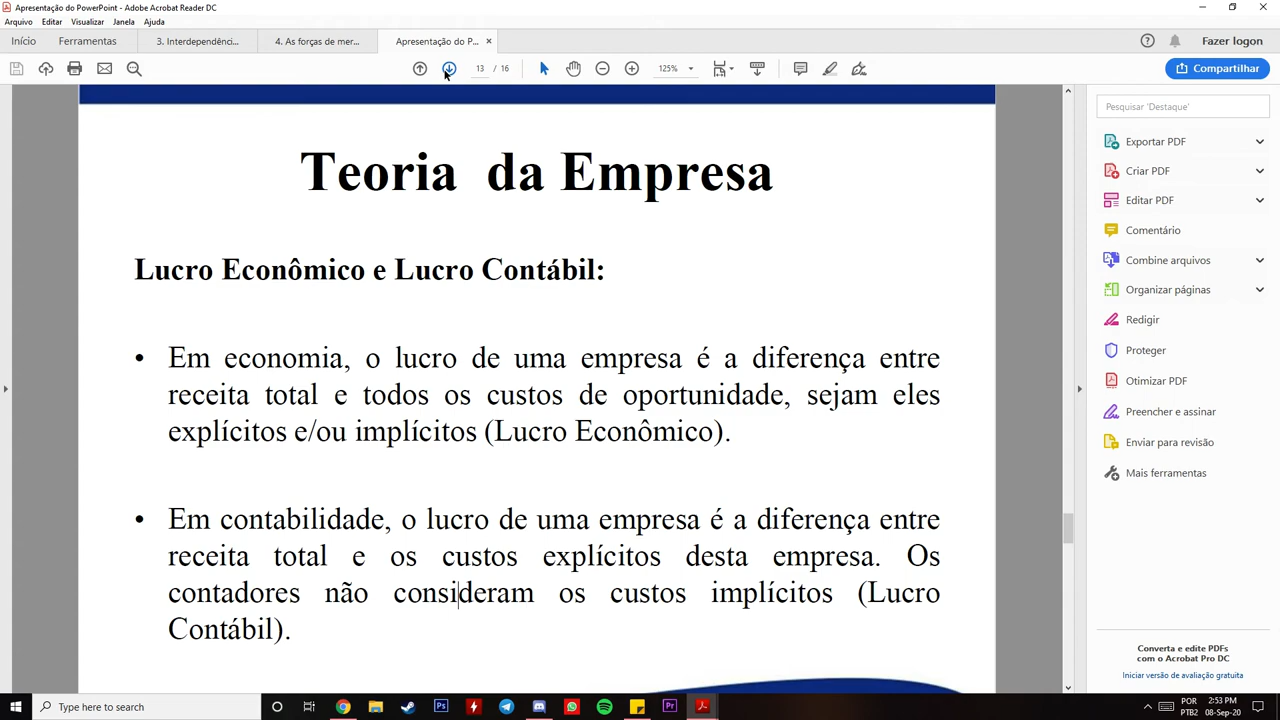 Apresentação do PowerPoint - Adobe Acrobat Reader DC
Arquivo Editar Visualizar Janela Ajuda
Início Ferramentas 3. Interdependênci... 4. As forças de mer... Apresentação do P... × Fazer logon
13 / 16 125% Compartilhar
Teoria da Empresa
Lucro Econômico e Lucro Contábil:
• Em economia, o lucro de uma empresa é a diferença entre
receita total e todos os custos de oportunidade, sejam eles
explícitos e/ou implícitos (Lucro Econômico).
• Em contabilidade, o lucro de uma empresa é a diferença entre
receita total e os custos explícitos desta empresa. Os
contadores não consideram os custos implícitos (Lucro
Contábil).
Pesquisar 'Destaque'
Exportar PDF
Criar PDF
Editar PDF
Comentário
Combine arquivos
Organizar páginas
Redigir
Proteger
Otimizar PDF
Preencher e assinar
Enviar para revisão
Mais ferramentas
Converta e edite PDFs
com o Acrobat Pro DC
Iniciar versão de avaliação gratuita
Type here to search
Ps
Pr
POR
PTB2
2:53 PM
08-Sep-20